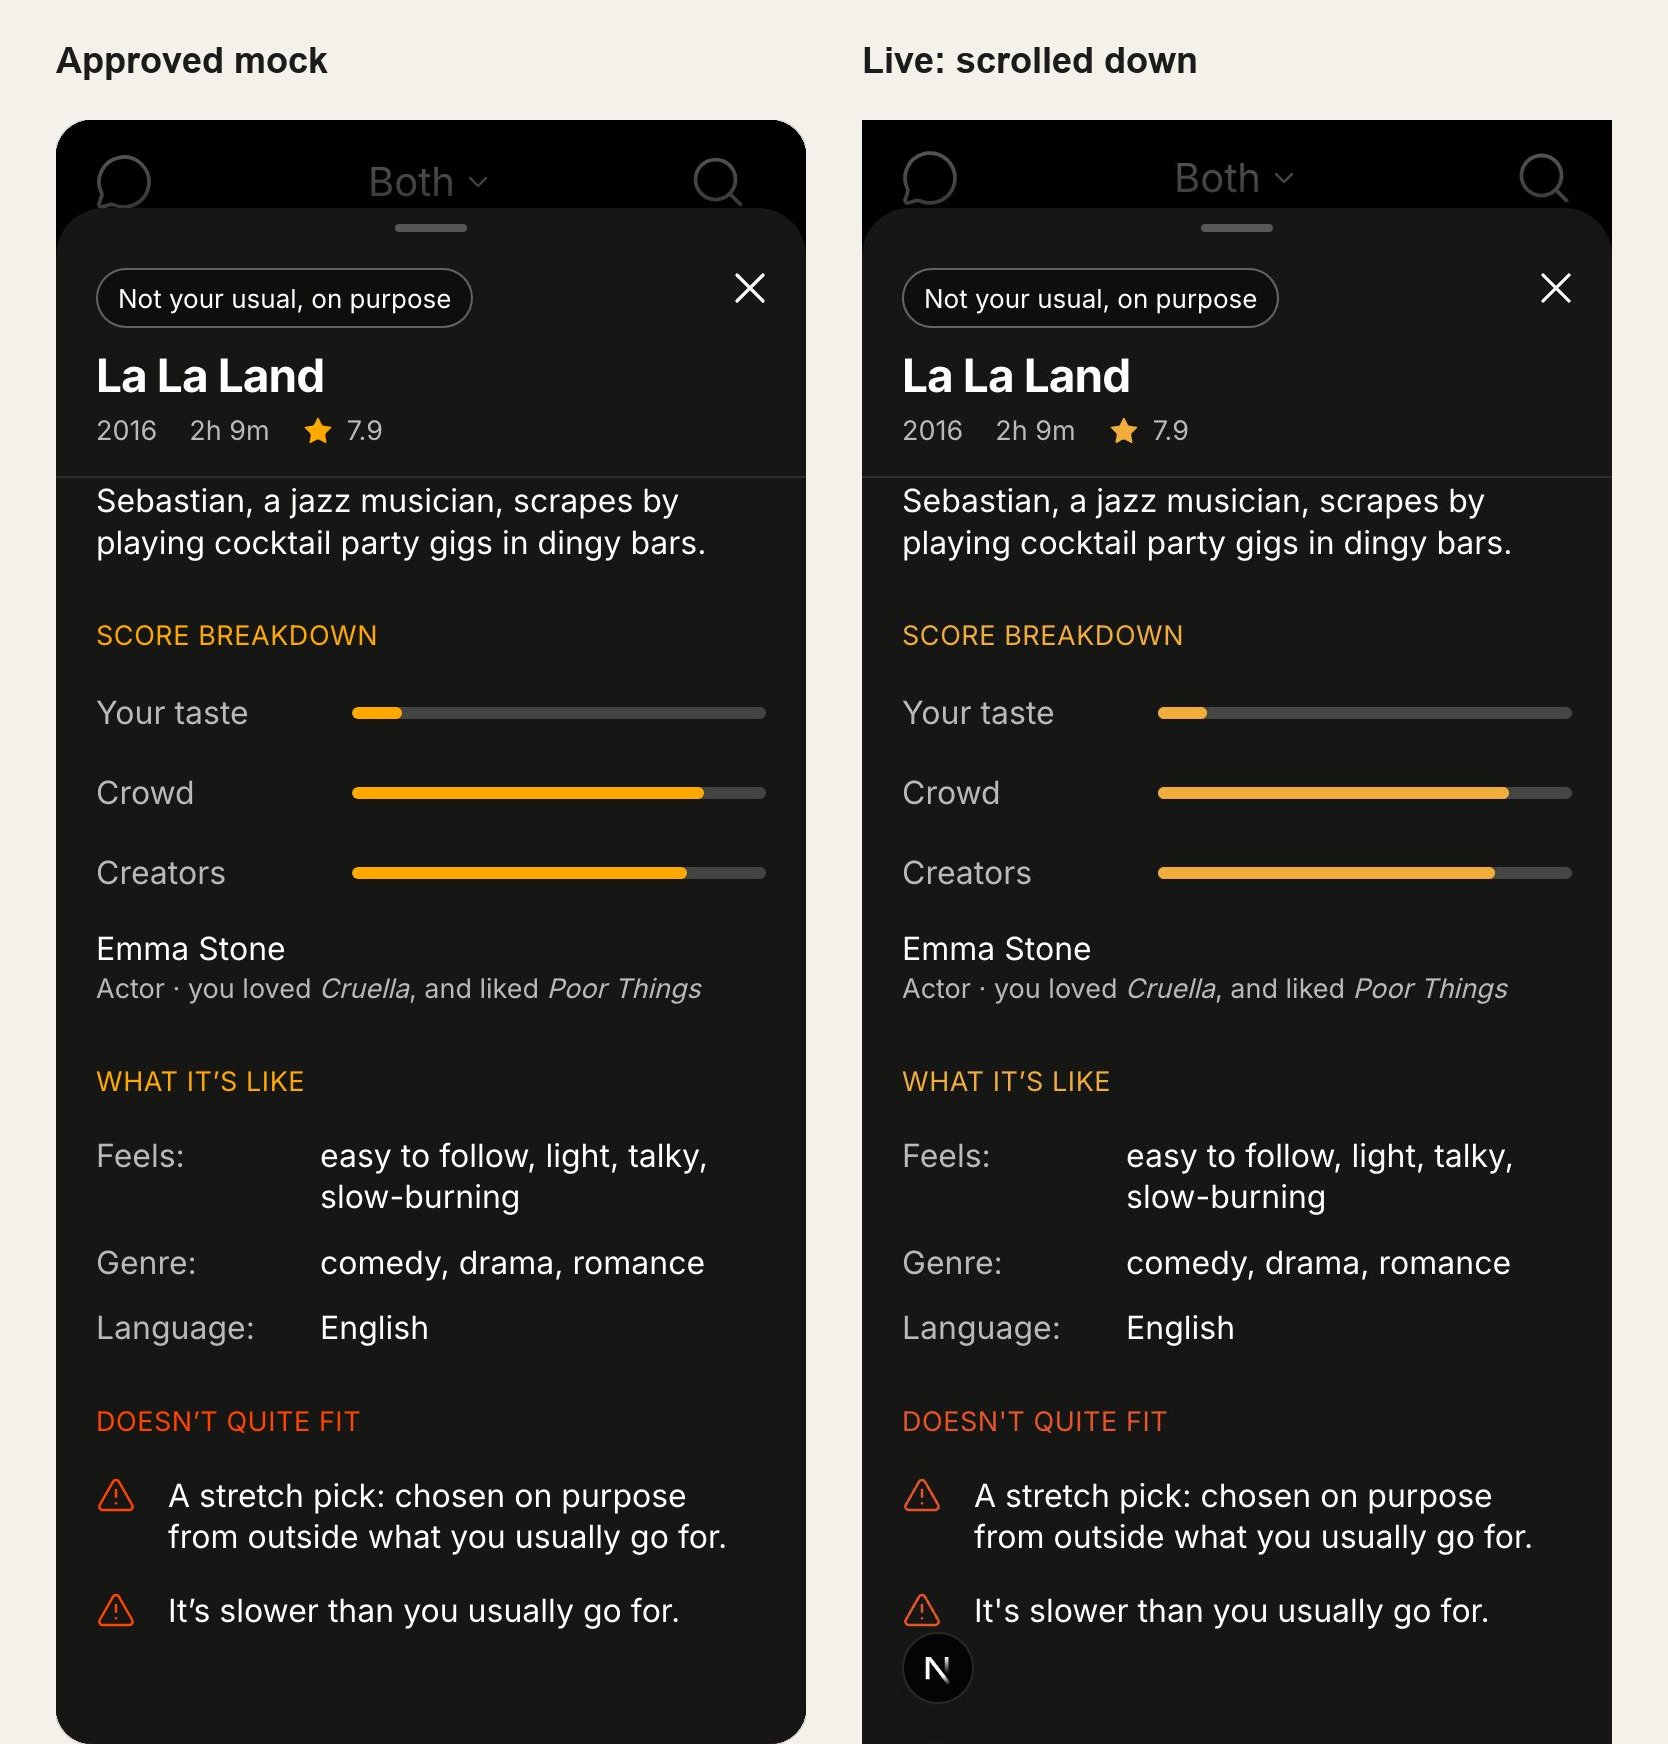 Approved mock
Both
Not your usual, on purpose
La La Land
2016 2h 9m 7.9
Sebastian, a jazz musician, scrapes by
playing cocktail party gigs in dingy bars.
SCORE BREAKDOWN
Your taste
Crowd
Creators
Emma Stone
Actor · you loved Cruella, and liked Poor Things
WHAT IT’S LIKE
Feels: easy to follow, light, talky,
slow-burning
Genre: comedy, drama, romance
Language: English
DOESN’T QUITE FIT
A stretch pick: chosen on purpose
from outside what you usually go for.
It’s slower than you usually go for.
Live: scrolled down
Both
Not your usual, on purpose
La La Land
2016 2h 9m 7.9
Sebastian, a jazz musician, scrapes by
playing cocktail party gigs in dingy bars.
SCORE BREAKDOWN
Your taste
Crowd
Creators
Emma Stone
Actor · you loved Cruella, and liked Poor Things
WHAT IT’S LIKE
Feels: easy to follow, light, talky,
slow-burning
Genre: comedy, drama, romance
Language: English
DOESN'T QUITE FIT
A stretch pick: chosen on purpose
from outside what you usually go for.
It's slower than you usually go for.
N